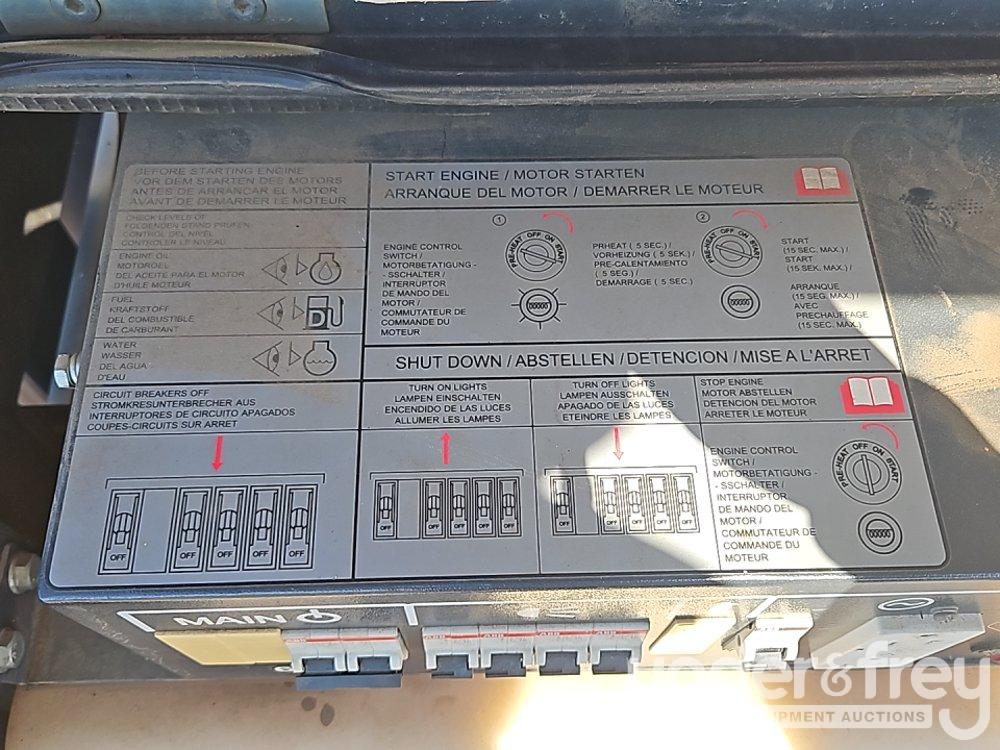 BEFORE STARTING ENGINE
VOR DEM STARTEN DES MOTORS
ANTES DE ARRANCAR EL MOTOR
AVANT DE DEMARRER LE MOTEUR
CHECK LEVELS OF
FOLGENDEN STAND PRUFEN
CONTROL DEL NIVEL
CONTROLER LE NIVEAU
ENGINE OIL
MOTOROEL
DEL ACEITE PARA EL MOTOR
D'HUILE MOTEUR
FUEL
KRAFTSTOFF
DEL COMBUSTIBLE
DE CARBURANT
D
WATER
WASSER
DEL AGUA
D'EAU
START ENGINE / MOTOR STARTEN
ARRANQUE DEL MOTOR / DEMARRER LE MOTEUR
ENGINE CONTROL
SWITCH /
MOTORBETATIGUNG -
- SSCHALTER /
INTERRUPTOR
DE MANDO DEL
MOTOR /
COMMUTATEUR DE
COMMANDE DU
MOTEUR
1
PRE-HEAT OFF ON START
PRHEAT ( 5 SEC.) /
VORHEIZUNG ( 5 SEK.) /
PRE-CALENTAMIENTO
( 5 SEG.) /
DEMARRAGE ( 5 SEC.)
2
PRE-HEAT OFF ON START
START
(15 SEC. MAX.) /
START
(15 SEK. MAX.) /
ARRANQUE
(15 SEG. MAX.) /
AVEC
PRECHAUFFAGE
(15 SEC. MAX.)
SHUT DOWN / ABSTELLEN / DETENCION / MISE A L'ARRET
CIRCUIT BREAKERS OFF
STROMKRESUNTERBRECHER AUS
INTERRUPTORES DE CIRCUITO APAGADOS
COUPES-CIRCUITS SUR ARRET
OFF OFF OFF OFF OFF
TURN ON LIGHTS
LAMPEN EINSCHALTEN
ENCENDIDO DE LAS LUCES
ALLUMER LES LAMPES
OFF OFF OFF OFF OFF
TURN OFF LIGHTS
LAMPEN AUSSCHALTEN
APAGADO DE LAS LUCES
ETEINDRE LES LAMPES
OFF OFF OFF OFF OFF
STOP ENGINE
MOTOR ABSTELLEN
DETENCION DEL MOTOR
ARRETER LE MOTEUR
ENGINE CONTROL
SWITCH /
MOTORBETATIGUNG -
- SSCHALTER /
INTERRUPTOR
DE MANDO DEL
MOTOR /
COMMUTATEUR DE
COMMANDE DU
MOTEUR
PRE-HEAT OFF ON START
MAIN
ABB ABB ABB ABB ABB
yoder&frey
EQUIPMENT AUCTIONS